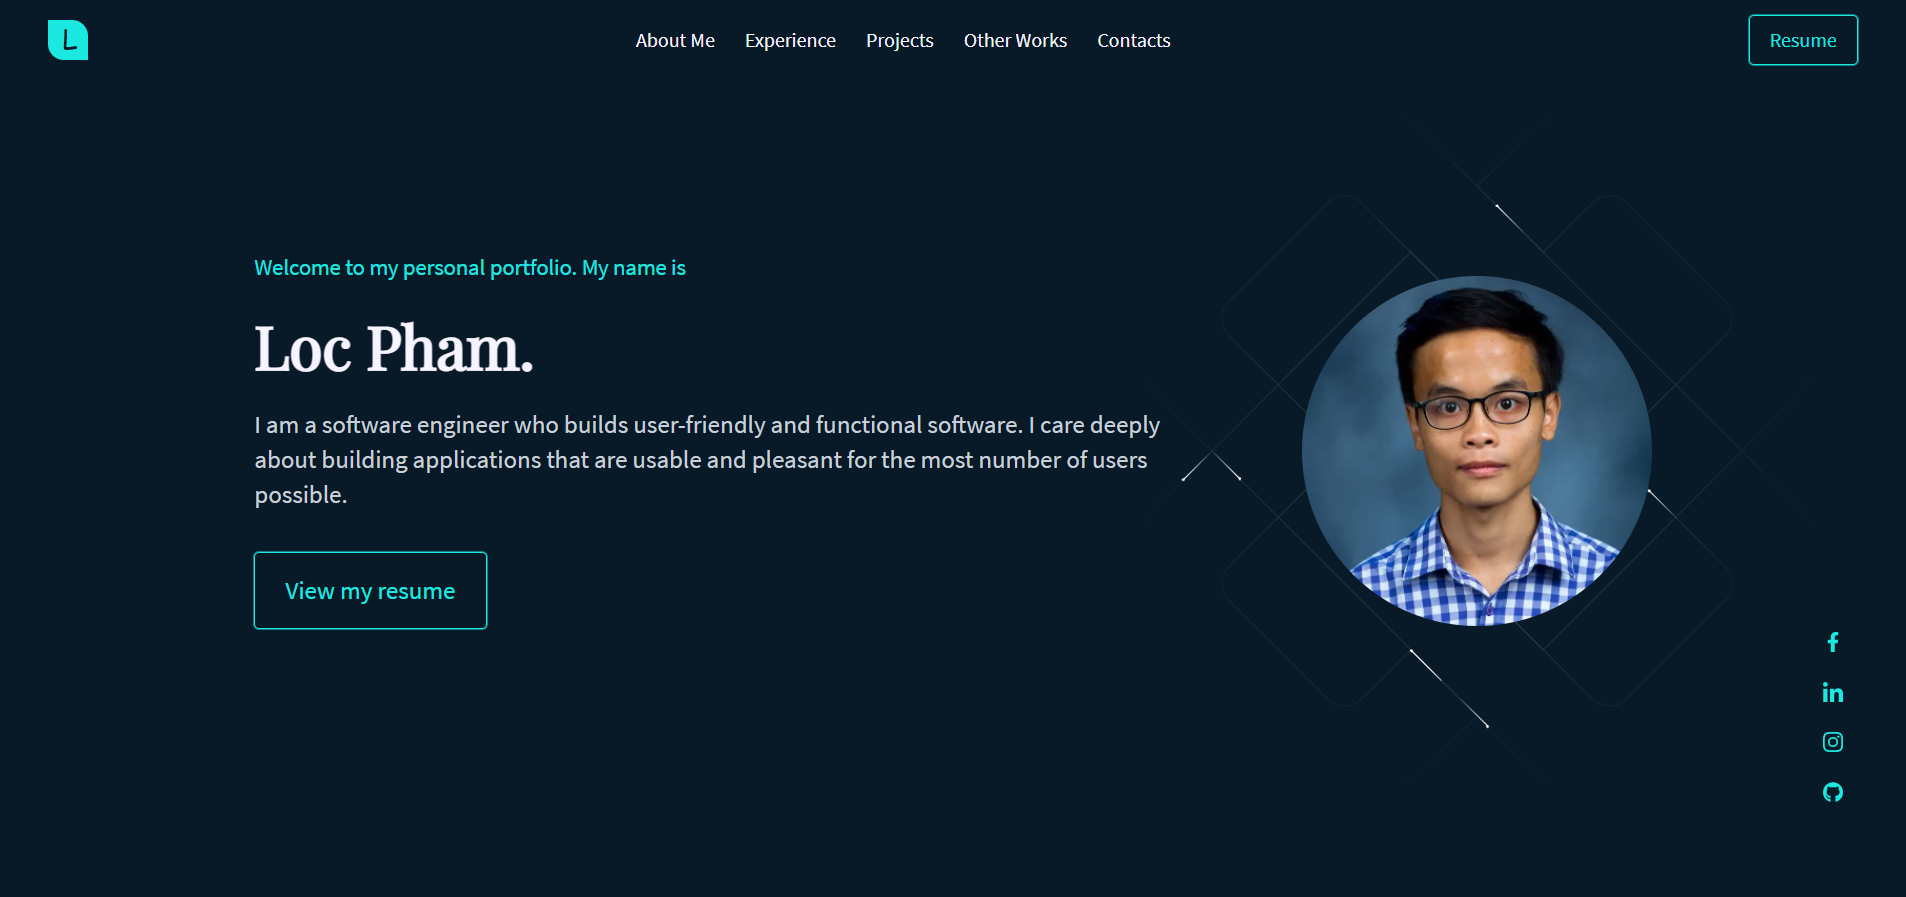 L
About Me
Experience
Projects
Other Works
Contacts
Resume
Welcome to my personal portfolio. My name is
Loc Pham.
I am a software engineer who builds user-friendly and functional software. I care deeply
about building applications that are usable and pleasant for the most number of users
possible.
View my resume